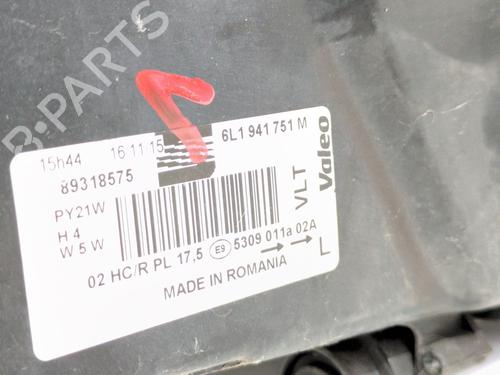 B-PARTS
15h44 16 11 15 6L1 941 751 M
89318575
PY21W
H 4
W 5 W
Valeo
VLT
02 HC/R PL 17,5 E9 5309 011a 02A
L
MADE IN ROMANIA